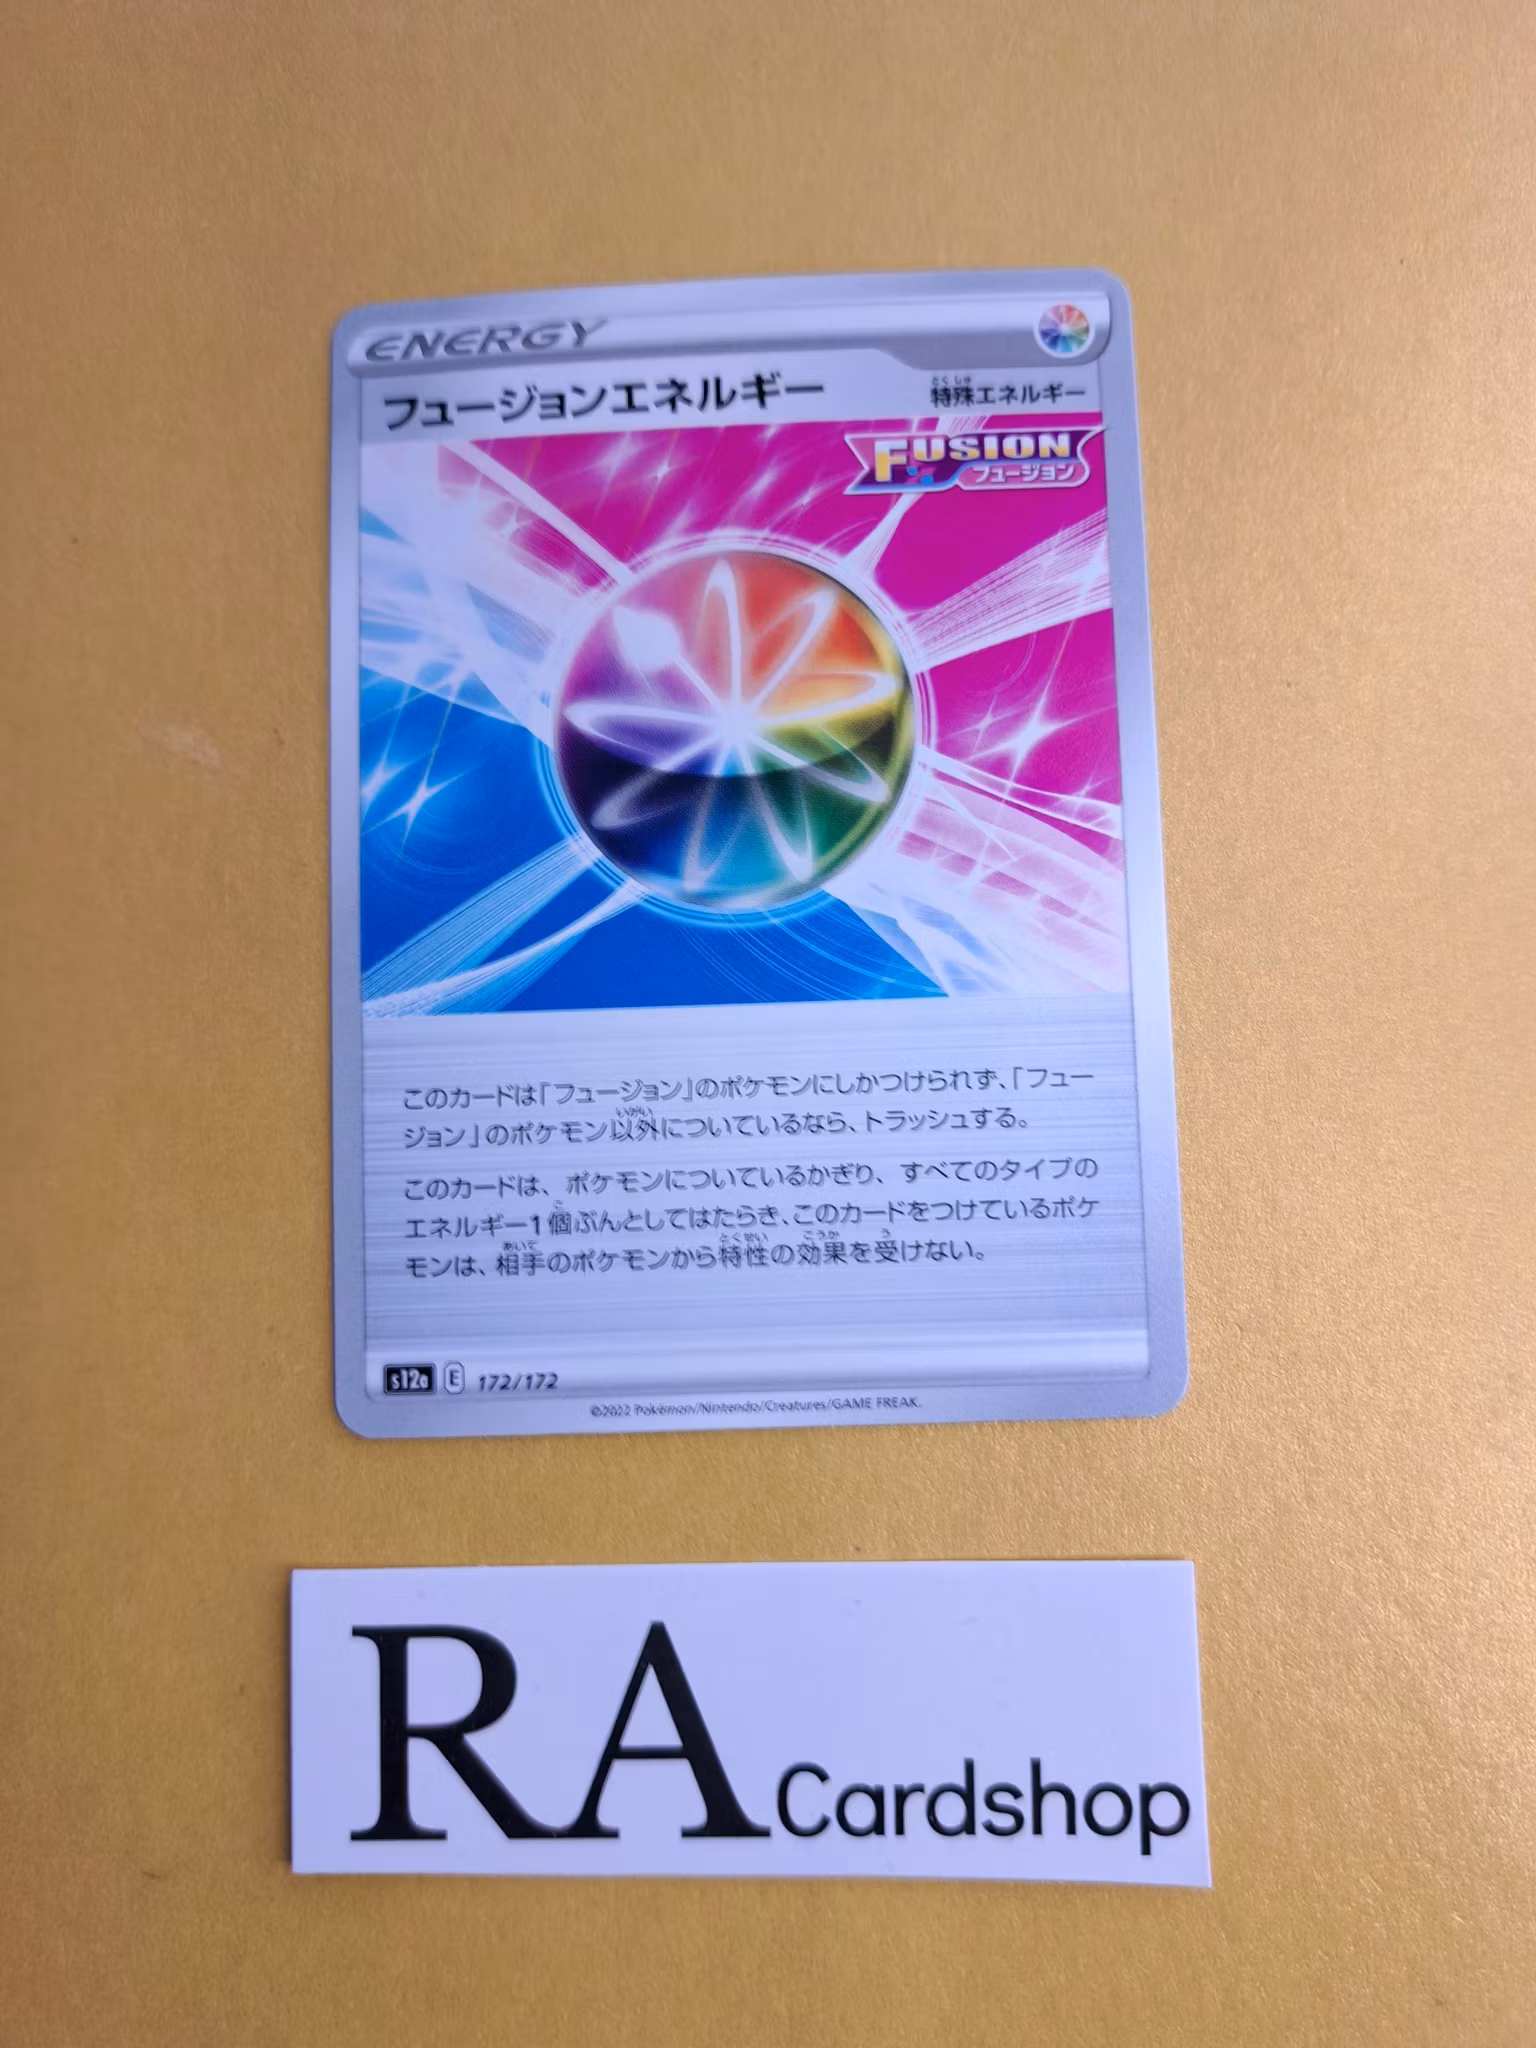 ENERGY
フュージョンエネルギー
とくしゅ
特殊エネルギー
FUSION
フュージョン
このカードは「フュージョン」のポケモンにしかつけられず、「フュー
いがい
ジョン」のポケモン以外についているなら、トラッシュする。
このカードは、ポケモンについているかぎり、すべてのタイプの
こ
エネルギー1個ぶんとしてはたらき、このカードをつけているポケ
あいて とくせい こうか う
モンは、相手のポケモンから特性の効果を受けない。
s12a E 172/172
©2022 Pokémon/Nintendo/Creatures/GAME FREAK.
RA Cardshop